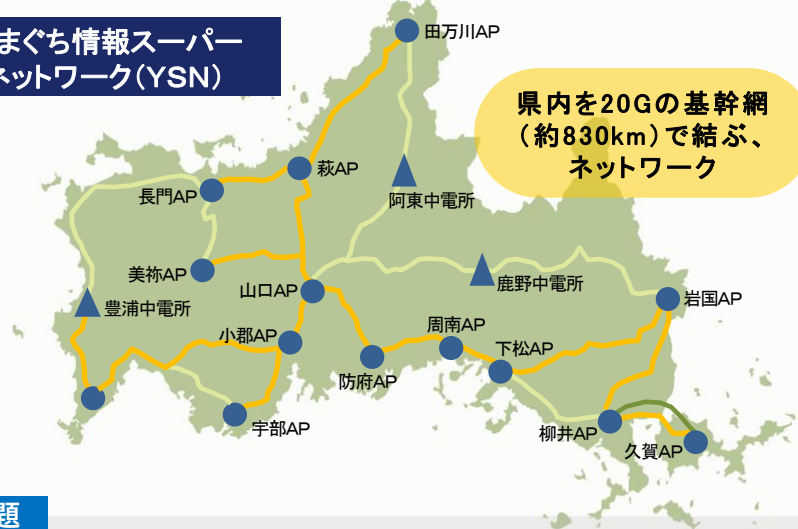 まぐち情報スーパー
ネットワーク(YSN)
田万川AP
県内を20Gの基幹網
(約830km)で結ぶ、
ネットワーク
萩AP
長門AP
阿東中電所
美祢AP
山口AP
鹿野中電所
豊浦中電所
岩国AP
小郡AP
周南AP
下松AP
防府AP
宇部AP
柳井AP
久賀AP
題